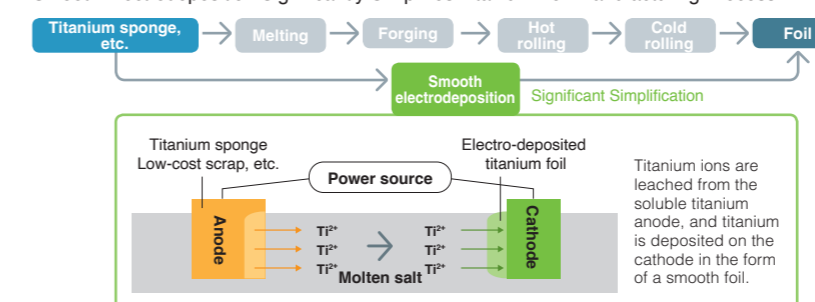 Titanium sponge,
etc.
Melting
Forging
Hot
rolling
Cold
rolling
Foil
Smooth
electrodeposition
Significant Simplification
Titanium sponge
Low-cost scrap, etc.
Power source
Electro-deposited
titanium foil
Anode
Ti²⁺
Ti²⁺
Ti²⁺
Molten salt
Ti²⁺
Ti²⁺
Ti²⁺
Cathode
Titanium ions are
leached from the
soluble titanium
anode, and titanium
is deposited on the
cathode in the form
of a smooth foil.